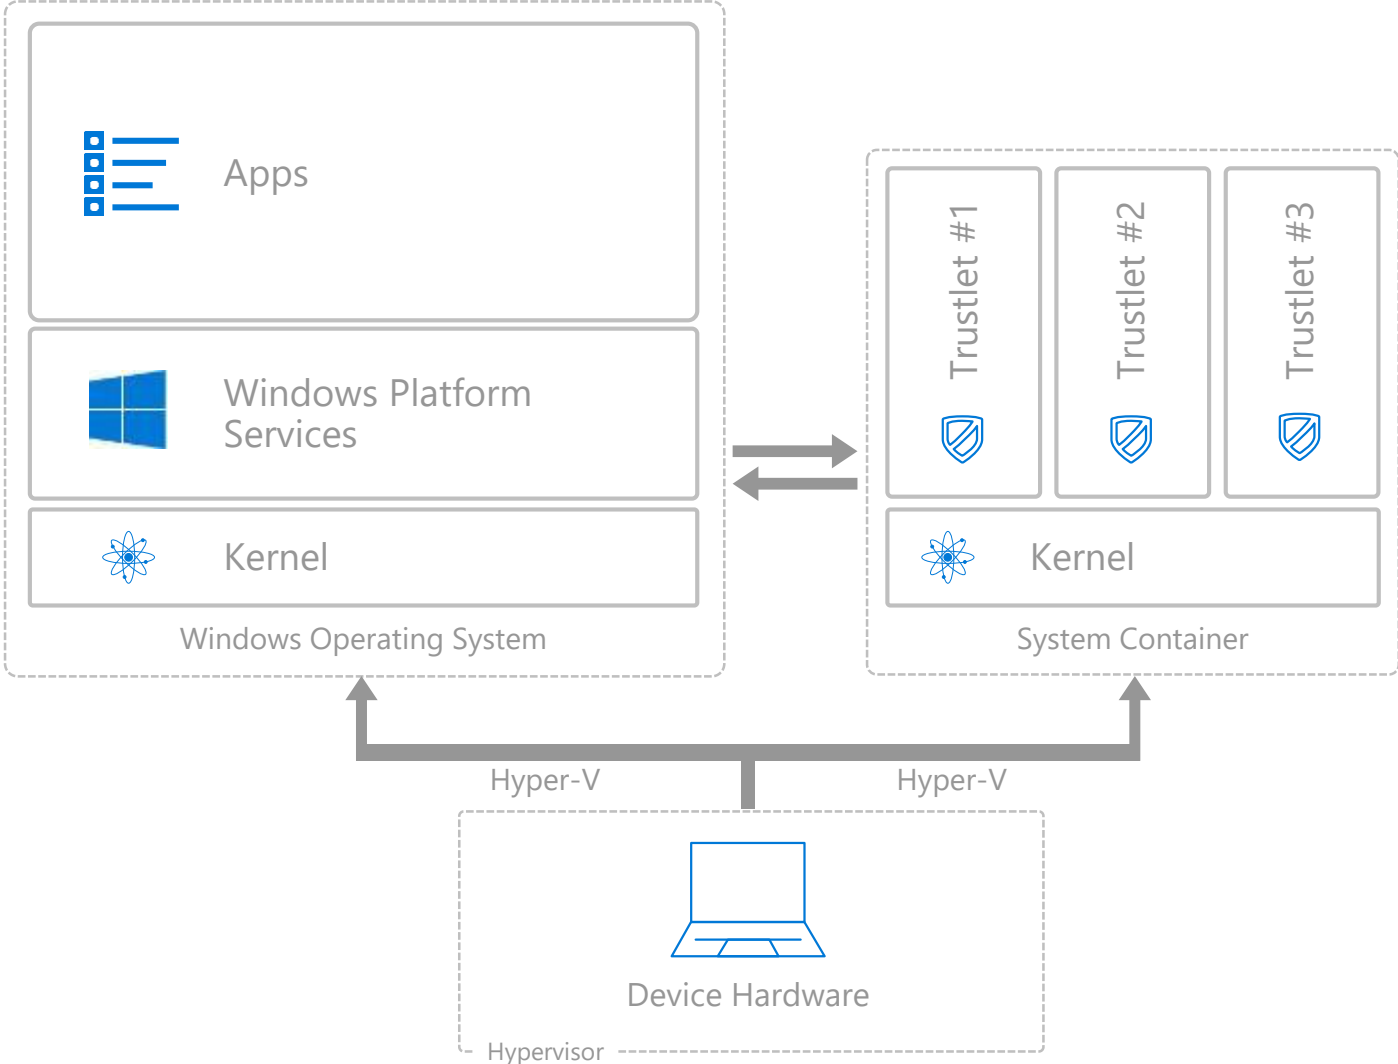 Apps
Windows Platform
Services
Kernel
Windows Operating System
Trustlet #1
Trustlet #2
Trustlet #3
Kernel
System Container
Hyper-V
Hyper-V
Device Hardware
Hypervisor